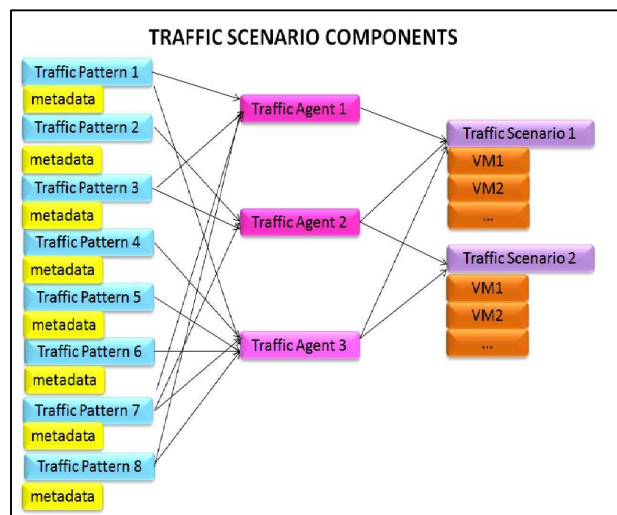 TRAFFIC SCENARIO COMPONENTS
Traffic Pattern 1
metadata
Traffic Pattern 2
metadata
Traffic Pattern 3
metadata
Traffic Pattern 4
metadata
Traffic Pattern 5
metadata
Traffic Pattern 6
metadata
Traffic Pattern 7
metadata
Traffic Pattern 8
metadata
Traffic Agent 1
Traffic Agent 2
Traffic Agent 3
Traffic Scenario 1
VM1
VM2
...
Traffic Scenario 2
VM1
VM2
...